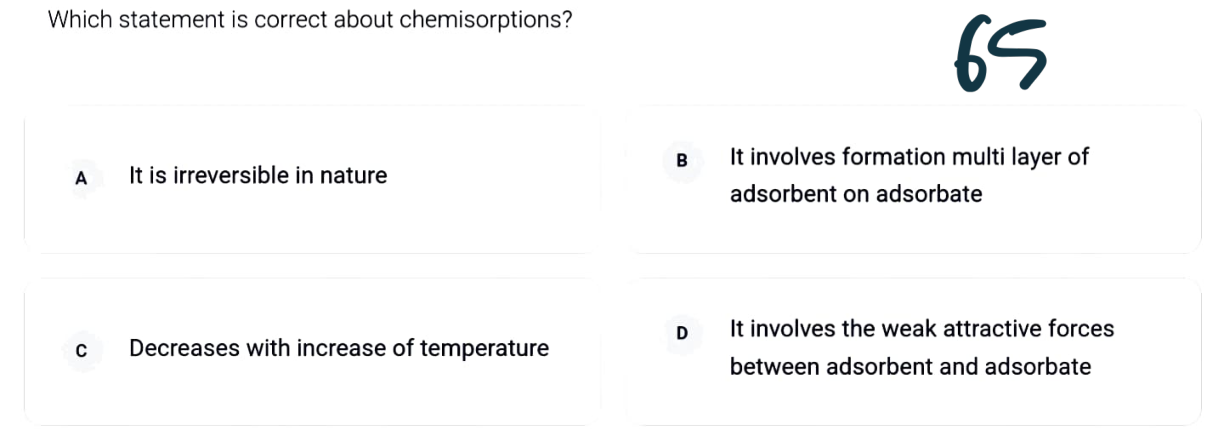 Which statement is correct about chemisorptions?
65
A It is irreversible in nature
B It involves formation multi layer of
adsorbent on adsorbate
C Decreases with increase of temperature
D It involves the weak attractive forces
between adsorbent and adsorbate